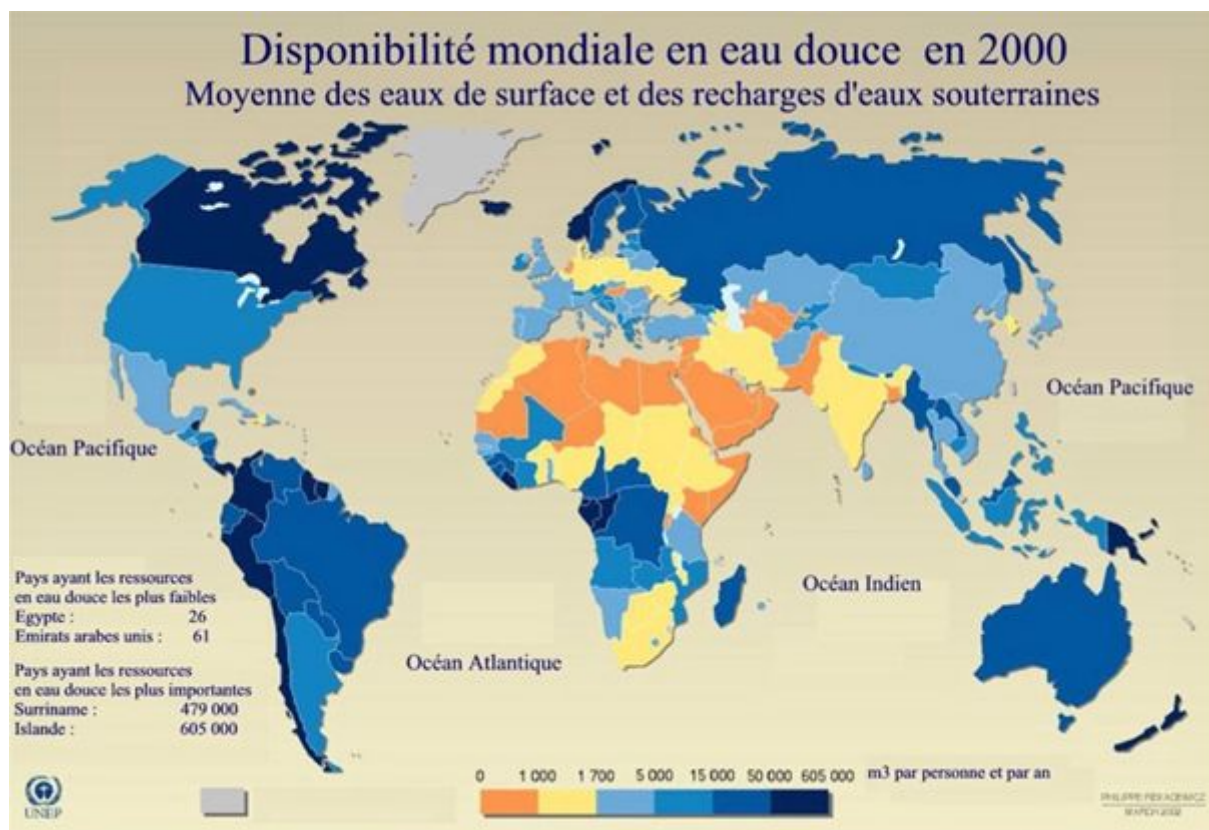 Disponibilité mondiale en eau douce en 2000
Moyenne des eaux de surface et des recharges d'eaux souterraines
Océan Pacifique
Océan Pacifique
Océan Indien
Océan Atlantique
Pays ayant les ressources
en eau douce les plus faibles
Egypte : 26
Emirats arabes unis : 61
Pays ayant les ressources
en eau douce les plus importantes
Surriname : 479 000
Islande : 605 000
0 1 000 1 700 5 000 15 000 50 000 605 000 m3 par personne et par an
UNEP
PHILIPPE REKACEWICZ
MARCH 2002